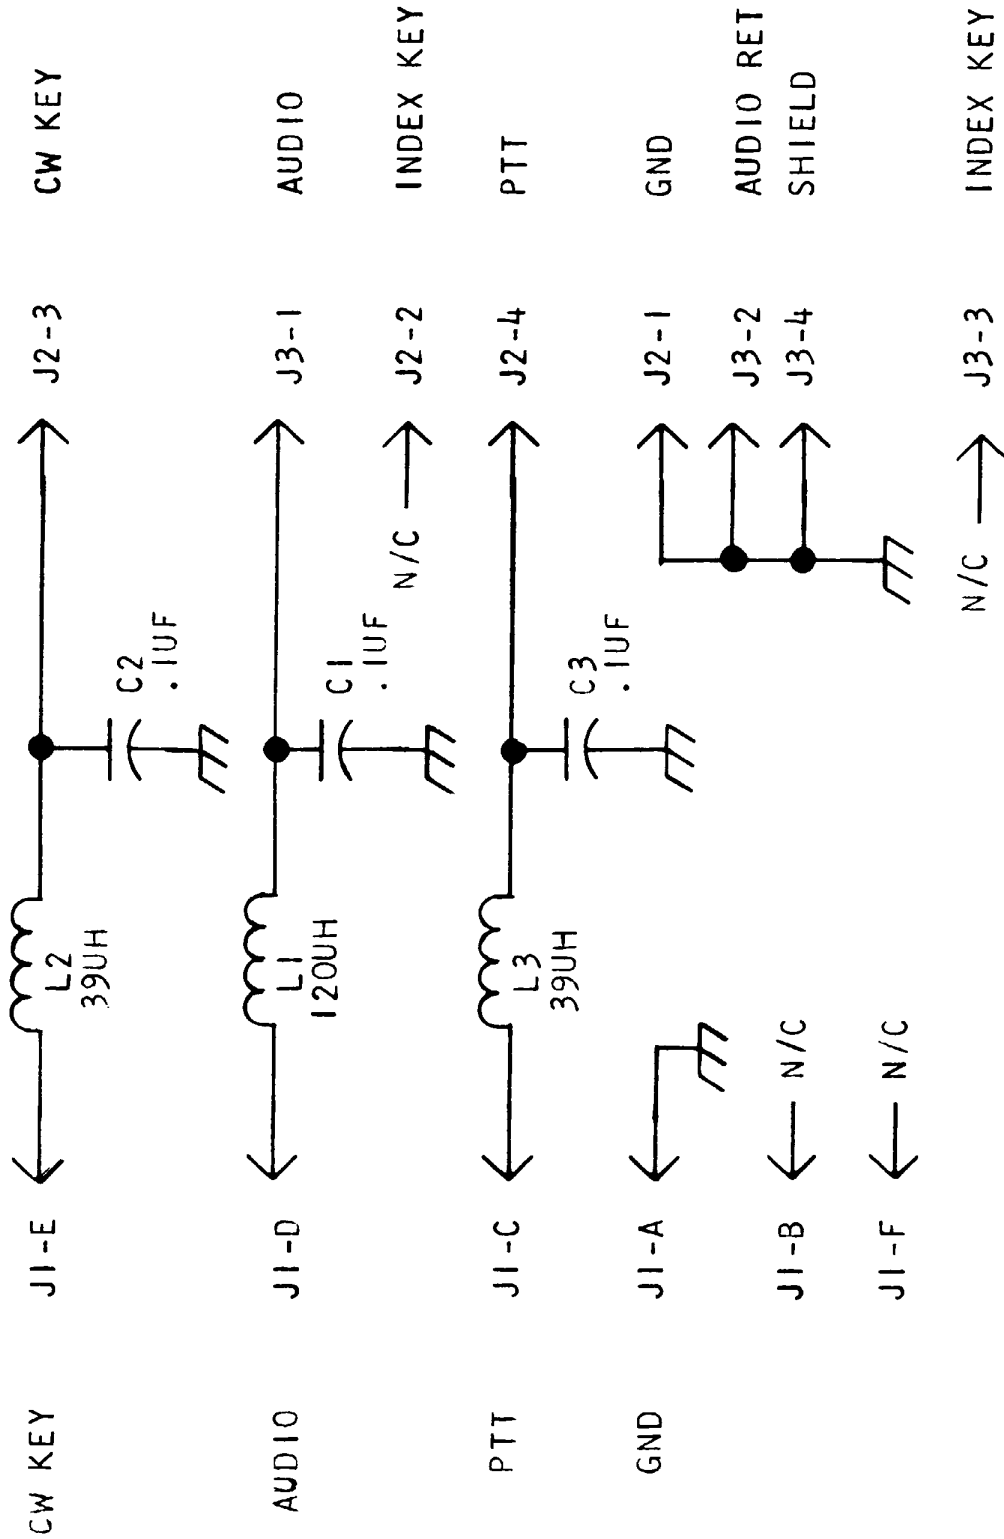 CW KEY J1-E L2 39UH C2 .1UF J2-3 CW KEY
AUDIO J1-D L1 120UH C1 .1UF J3-1 AUDIO
N/C J2-2 INDEX KEY
PTT J1-C L3 39UH C3 .1UF J2-4 PTT
GND J1-A J2-1 GND
J3-2 AUDIO RET
J1-B N/C J3-4 SHIELD
J1-F N/C
N/C J3-3 INDEX KEY